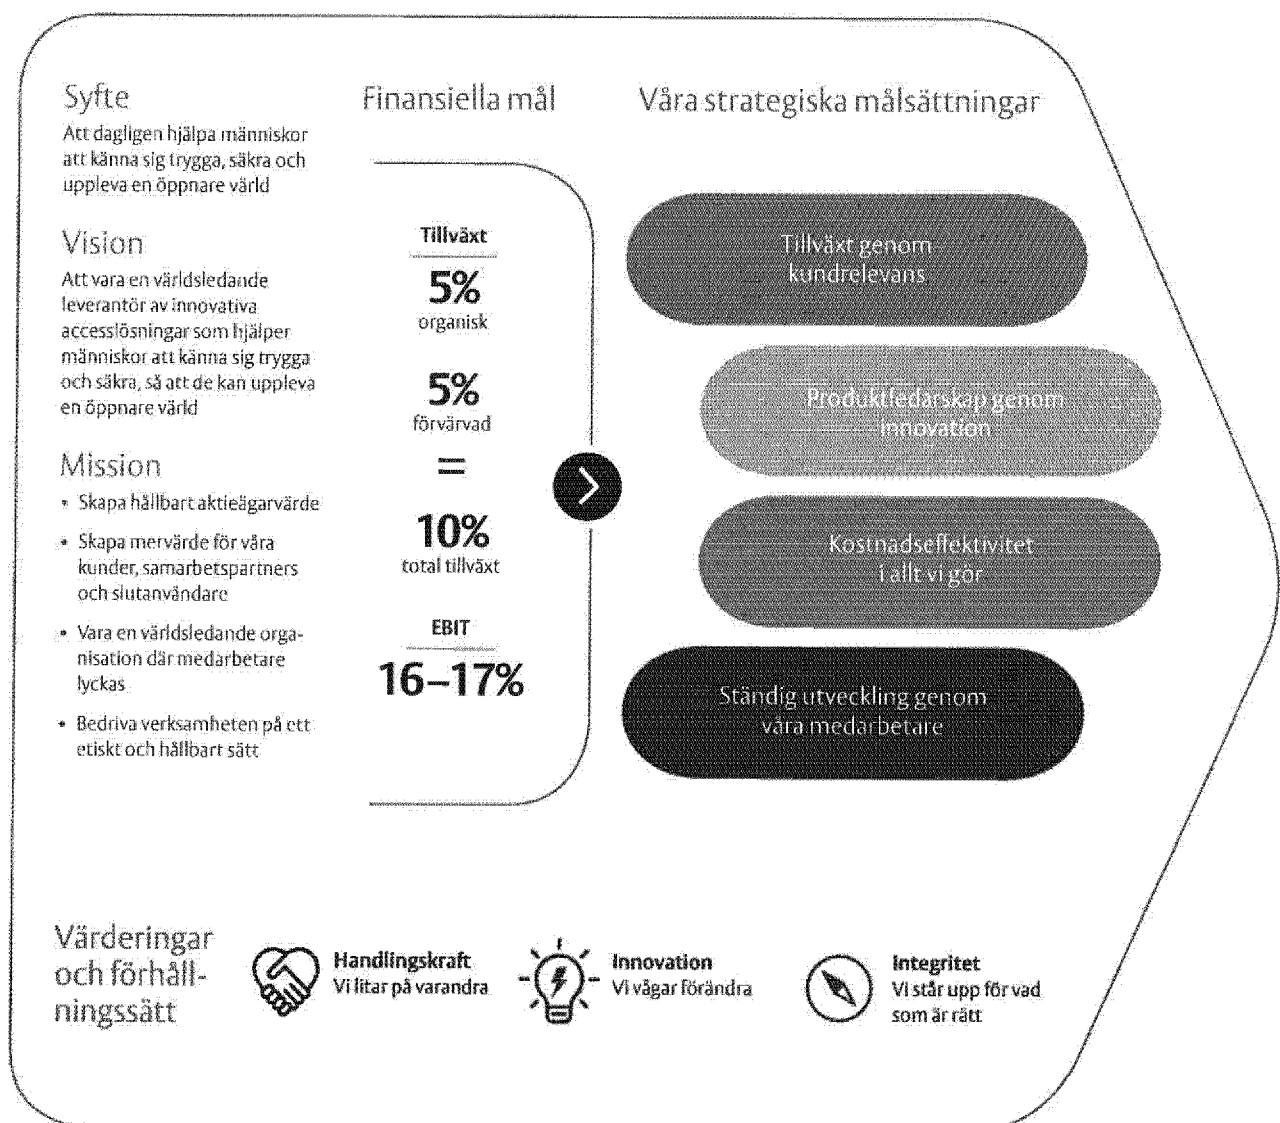 Syfte
Att dagligen hjälpa människor
att känna sig trygga, säkra och
uppleva en öppnare värld
Vision
Att vara en världsledande
leverantör av innovativa
accesslösningar som hjälper
människor att känna sig trygga
och säkra, så att de kan uppleva
en öppnare värld
Mission
• Skapa hållbart aktieägarvärde
• Skapa mervärde för våra
kunder, samarbetspartners
och slutanvändare
• Vara en världsledande orga-
nisation där medarbetare
lyckas
• Bedriva verksamheten på ett
etiskt och hållbart sätt
Finansiella mål
Tillväxt
5%
organisk
5%
förvärvad
=
10%
total tillväxt
EBIT
16–17%
Våra strategiska målsättningar
Tillväxt genom
kundrelevans
Produktledarskap genom
innovation
Kostnadseffektivitet
i allt vi gör
Ständig utveckling genom
våra medarbetare
Värderingar
och förhåll-
ningssätt
Handlingskraft
Vi litar på varandra
Innovation
Vi vågar förändra
Integritet
Vi står upp för vad
som är rätt